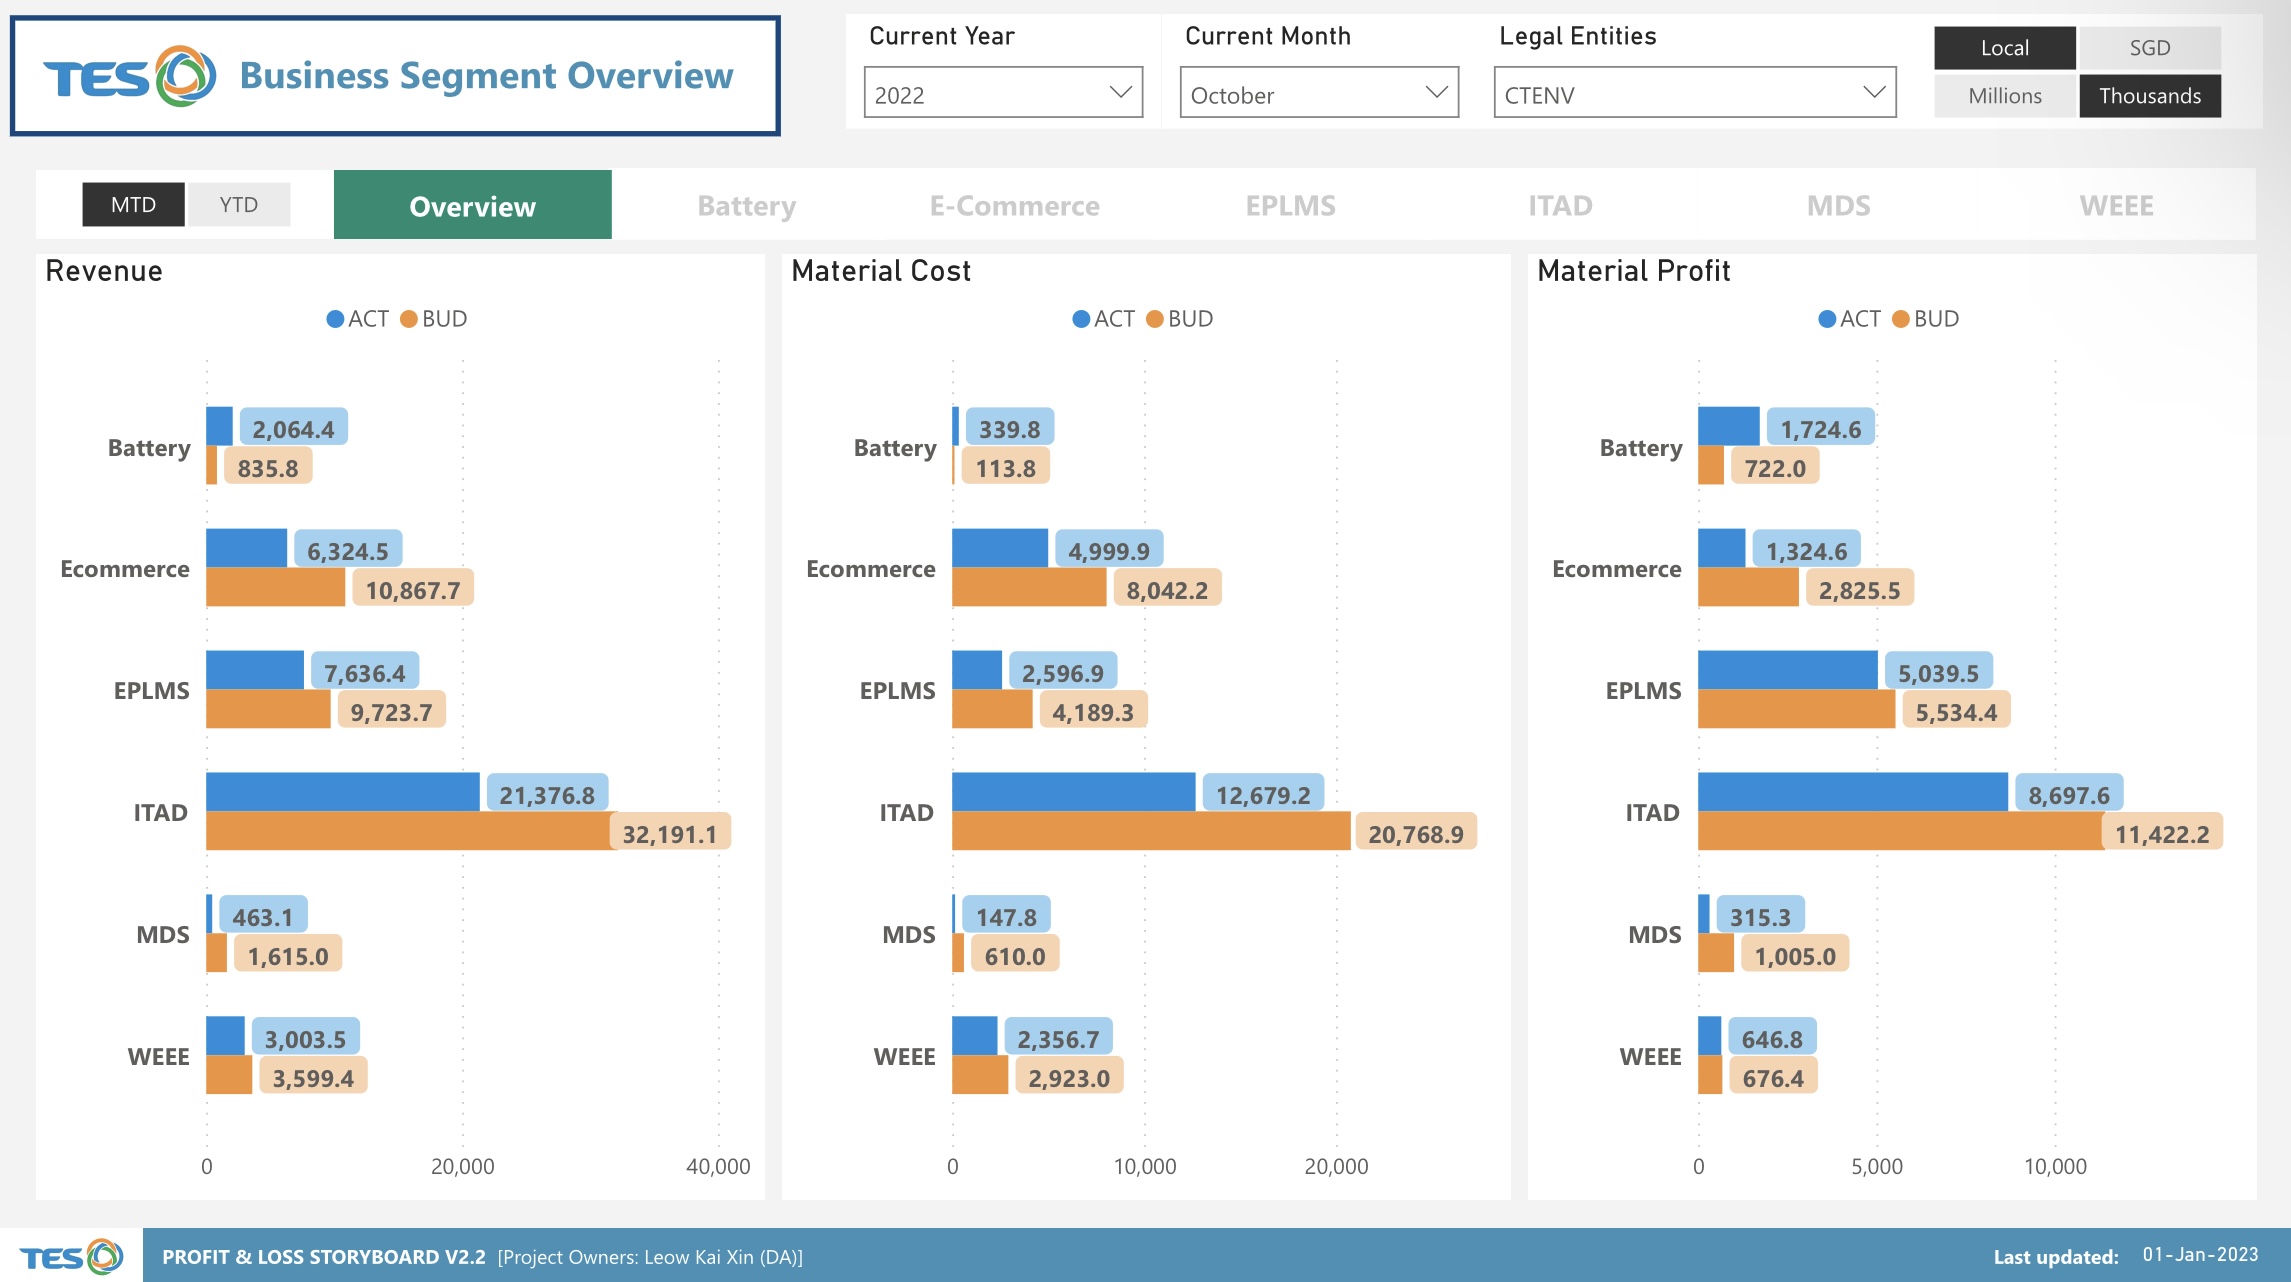 TES Business Segment Overview
Current Year
2022
Current Month
October
Legal Entities
CTENV
Local SGD
Millions Thousands
MTD YTD Overview Battery E-Commerce EPLMS ITAD MDS WEEE
Revenue
ACT BUD
Battery
2,064.4
835.8
Ecommerce
6,324.5
10,867.7
EPLMS
7,636.4
9,723.7
ITAD
21,376.8
32,191.1
MDS
463.1
1,615.0
WEEE
3,003.5
3,599.4
0 20,000 40,000
Material Cost
ACT BUD
Battery
339.8
113.8
Ecommerce
4,999.9
8,042.2
EPLMS
2,596.9
4,189.3
ITAD
12,679.2
20,768.9
MDS
147.8
610.0
WEEE
2,356.7
2,923.0
0 10,000 20,000
Material Profit
ACT BUD
Battery
1,724.6
722.0
Ecommerce
1,324.6
2,825.5
EPLMS
5,039.5
5,534.4
ITAD
8,697.6
11,422.2
MDS
315.3
1,005.0
WEEE
646.8
676.4
0 5,000 10,000
TES PROFIT & LOSS STORYBOARD V2.2 [Project Owners: Leow Kai Xin (DA)] Last updated: 01-Jan-2023